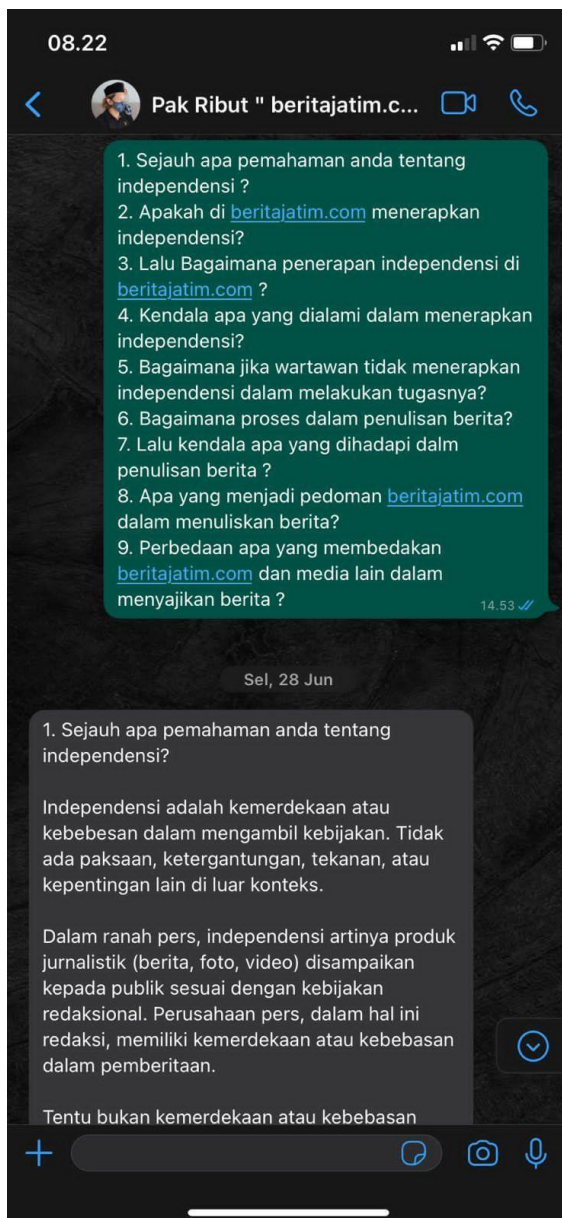 08.22
Pak Ribut " beritajatim.c...
1. Sejauh apa pemahaman anda tentang
independensi ?
2. Apakah di beritajatim.com menerapkan
independensi?
3. Lalu Bagaimana penerapan independensi di
beritajatim.com ?
4. Kendala apa yang dialami dalam menerapkan
independensi?
5. Bagaimana jika wartawan tidak menerapkan
independensi dalam melakukan tugasnya?
6. Bagaimana proses dalam penulisan berita?
7. Lalu kendala apa yang dihadapi dalm
penulisan berita ?
8. Apa yang menjadi pedoman beritajatim.com
dalam menuliskan berita?
9. Perbedaan apa yang membedakan
beritajatim.com dan media lain dalam
menyajikan berita ?
14.53
Sel, 28 Jun
1. Sejauh apa pemahaman anda tentang
independensi?
Independensi adalah kemerdekaan atau
kebebesan dalam mengambil kebijakan. Tidak
ada paksaan, ketergantungan, tekanan, atau
kepentingan lain di luar konteks.
Dalam ranah pers, independensi artinya produk
jurnalistik (berita, foto, video) disampaikan
kepada publik sesuai dengan kebijakan
redaksional. Perusahaan pers, dalam hal ini
redaksi, memiliki kemerdekaan atau kebebasan
dalam pemberitaan.
Tentu bukan kemerdekaan atau kebebasan